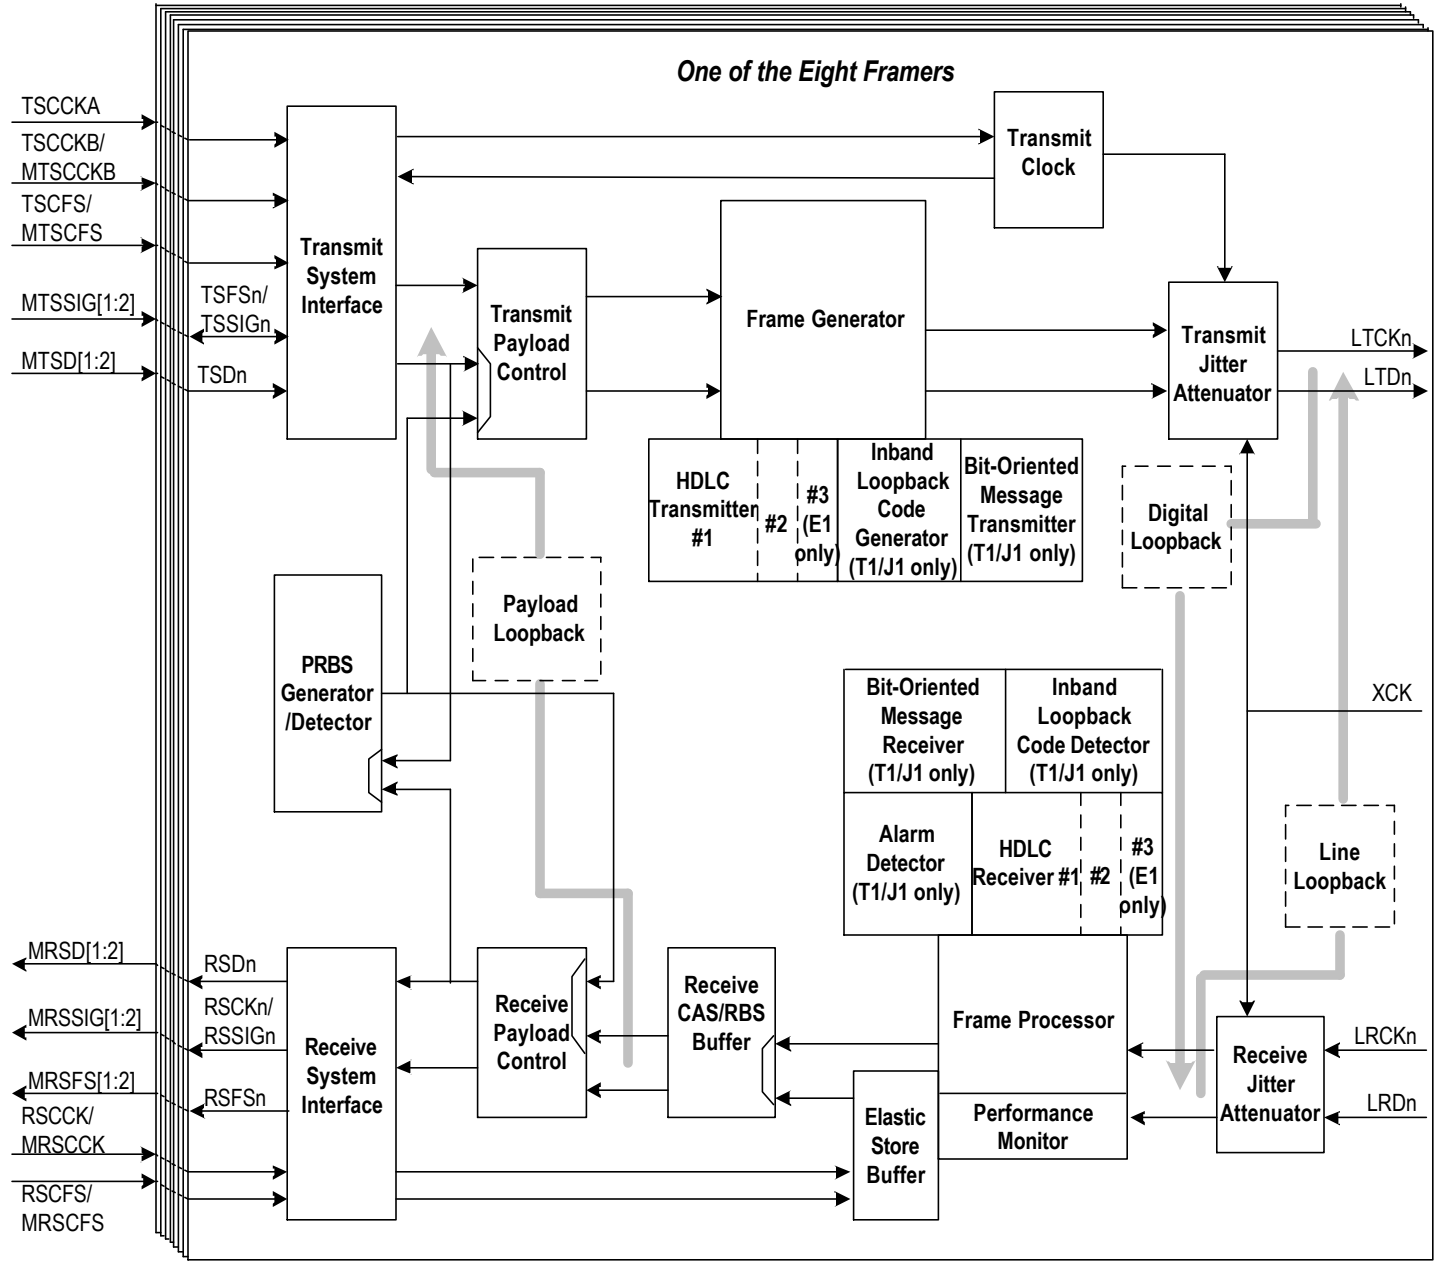 One of the Eight Framers
TSCCKA
TSCCKB/
MTSCCKB
TSCFS/
MTSCFS
MTSSIG[1:2]
MTSD[1:2]
TSFSn/
TSSIGn
TSDn
Transmit
System
Interface
Transmit
Payload
Control
Frame Generator
Transmit
Clock
Transmit
Jitter
Attenuator
LTCKn
LTDn
HDLC
Transmitter
#1
#2
#3
(E1
only)
Inband
Loopback
Code
Generator
(T1/J1 only)
Bit-Oriented
Message
Transmitter
(T1/J1 only)
Digital
Loopback
Payload
Loopback
PRBS
Generator
/Detector
Bit-Oriented
Message
Receiver
(T1/J1 only)
Inband
Loopback
Code Detector
(T1/J1 only)
XCK
Alarm
Detector
(T1/J1 only)
HDLC
Receiver #1
#2
#3
(E1
only)
Line
Loopback
MRSD[1:2]
MRSSIG[1:2]
MRSFS[1:2]
RSCCK/
MRSCCK
RSCFS/
MRSCFS
RSDn
RSCKn/
RSSIGn
RSFSn
Receive
System
Interface
Receive
Payload
Control
Receive
CAS/RBS
Buffer
Frame Processor
Elastic
Store
Buffer
Performance
Monitor
Receive
Jitter
Attenuator
LRCKn
LRDn